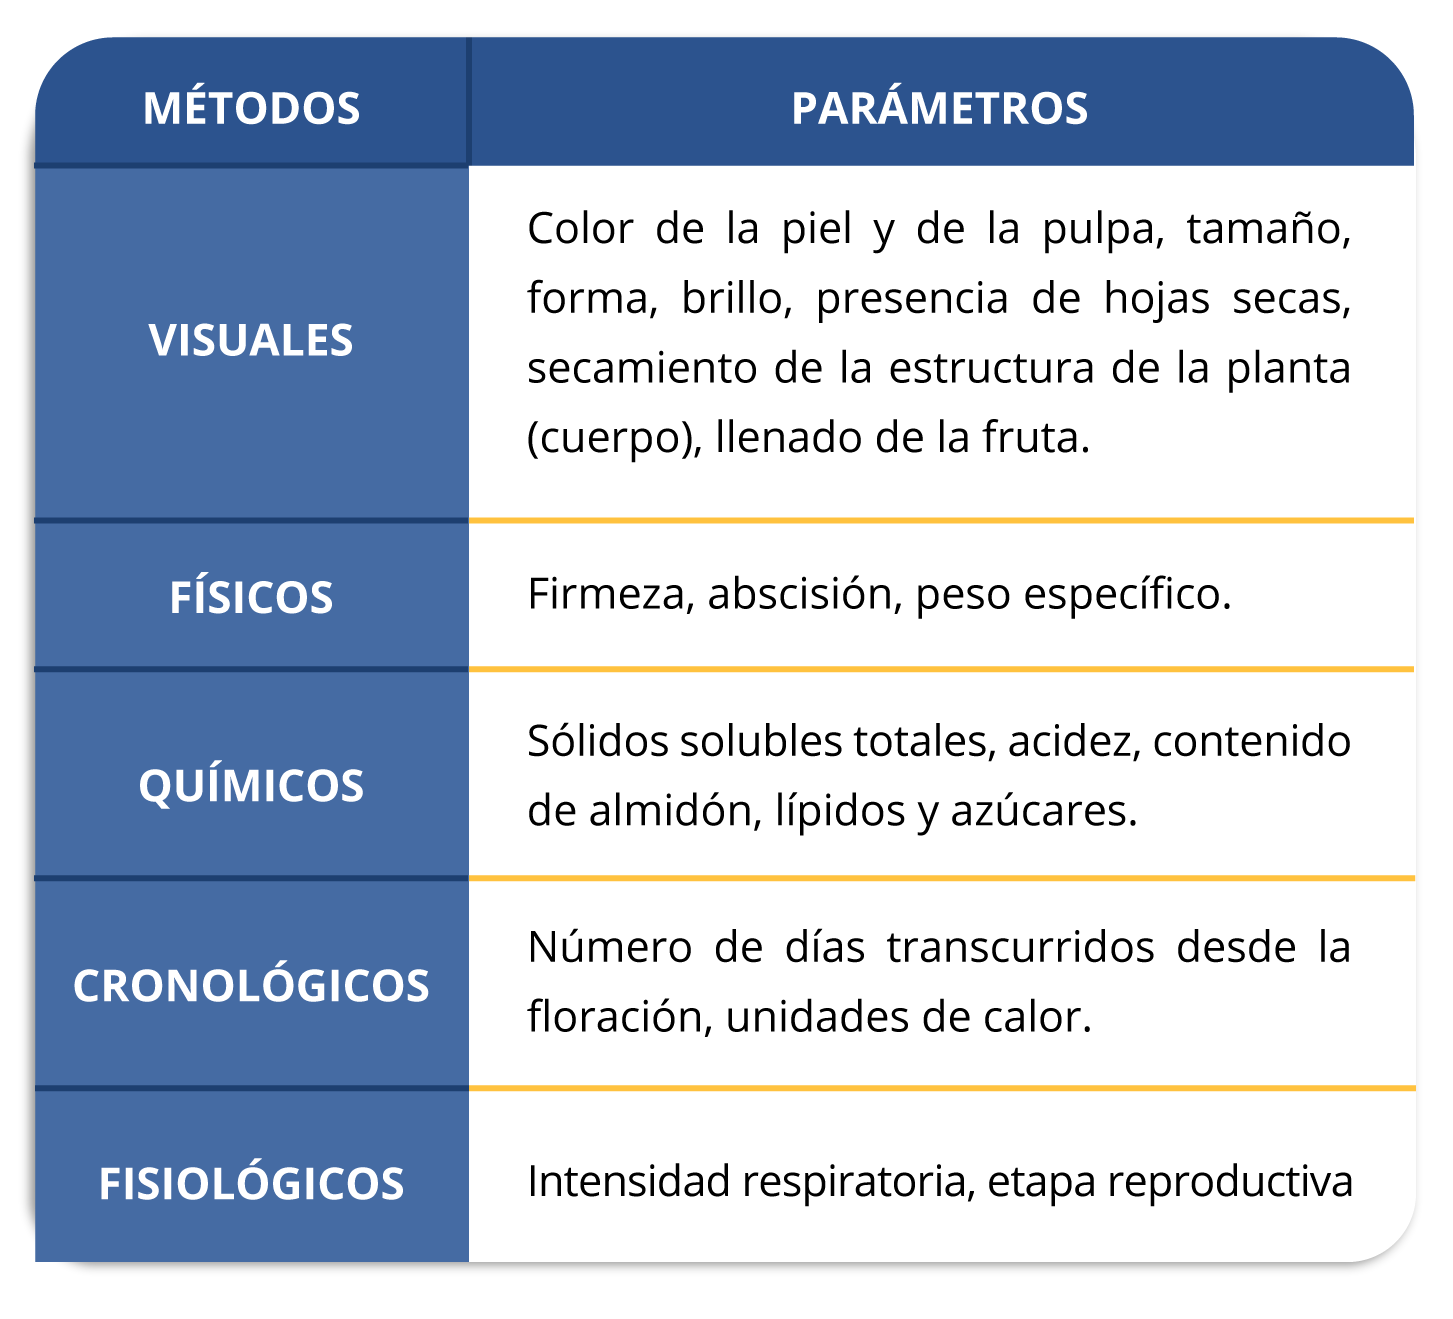 MÉTODOS
PARÁMETROS
VISUALES
Color de la piel y de la pulpa, tamaño,
forma, brillo, presencia de hojas secas,
secamiento de la estructura de la planta
(cuerpo), llenado de la fruta.
FÍSICOS
Firmeza, abscisión, peso específico.
QUÍMICOS
Sólidos solubles totales, acidez, contenido
de almidón, lípidos y azúcares.
CRONOLÓGICOS
Número de días transcurridos desde la
floración, unidades de calor.
FISIOLÓGICOS
Intensidad respiratoria, etapa reproductiva